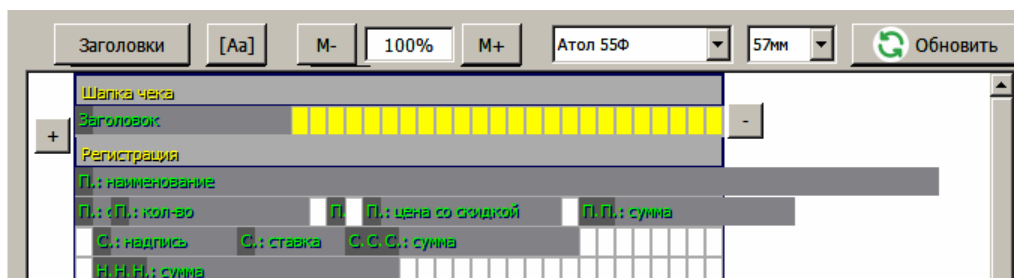 Заголовки [Aa] М- 100% М+ Атол 55Ф 57мм Обновить
Шапка чека
+ Заголовок -
Регистрация
П.: наименование
П.: П.: кол-во П. П.: цена со скидкой П. П.: сумма
С.: надпись С.: ставка С. С. С.: сумма
Н. Н. Н.: сумма